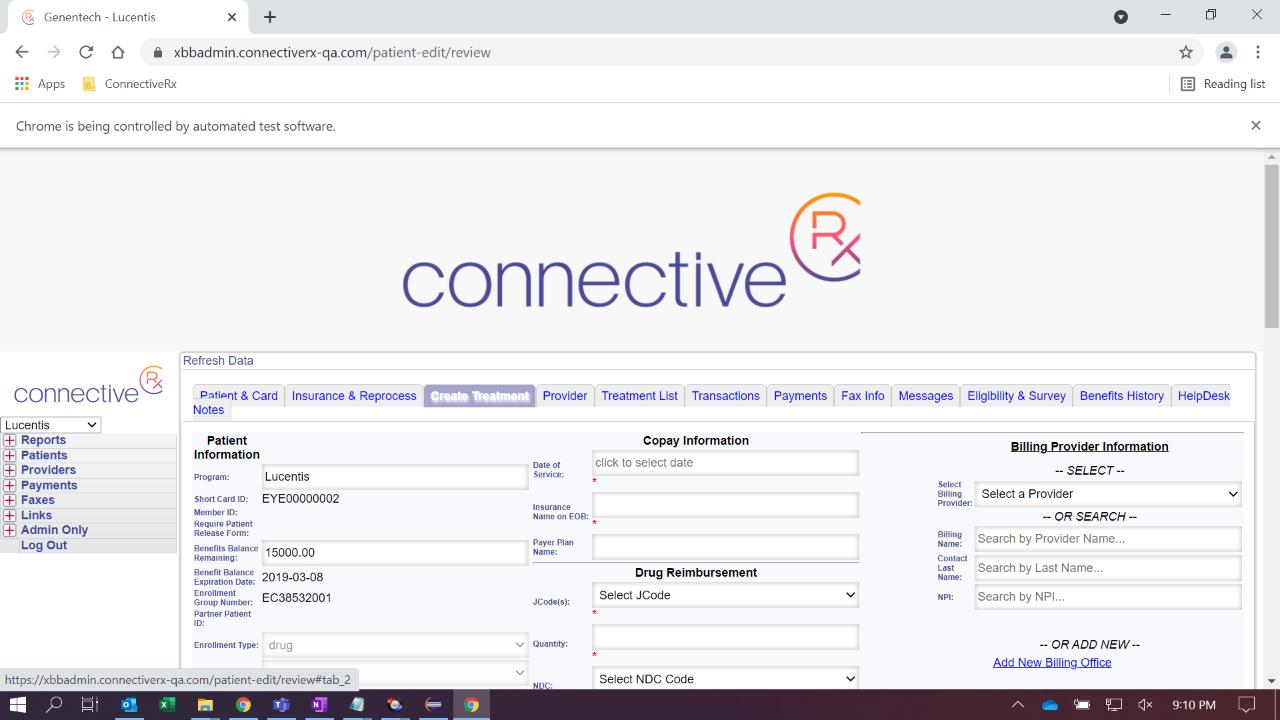 Genentech - Lucentis
xbbadmin.connectiverx-qa.com/patient-edit/review
Apps
ConnectiveRx
Reading list
Chrome is being controlled by automated test software.
connective Rx
connective Rx
Lucentis
Reports
Patients
Providers
Payments
Faxes
Links
Admin Only
Log Out
Refresh Data
Patient & Card
Insurance & Reprocess
Create Treatment
Provider
Treatment List
Transactions
Payments
Fax Info
Messages
Eligibility & Survey
Benefits History
HelpDesk
Notes
Patient
Information
Program:
Lucentis
Short Card ID:
EYE00000002
Member ID:
Require Patient
Release Form:
Benefits Balance
Remaining:
15000.00
Benefit Balance
Expiration Date:
2019-03-08
Enrollment
Group Number:
EC38532001
Partner Patient
ID:
Enrollment Type:
drug
Copay Information
Date of
Service:
click to select date
*
Insurance
Name on EOB:
*
Payer Plan
Name:
Drug Reimbursement
JCode(s):
Select JCode
*
Quantity:
*
NDC:
Select NDC Code
Billing Provider Information
-- SELECT --
Select
Billing
Provider:
Select a Provider
-- OR SEARCH --
Billing
Name:
Search by Provider Name...
Contact
Last
Name:
Search by Last Name...
NPI:
Search by NPI...
-- OR ADD NEW --
Add New Billing Office
https://xbbadmin.connectiverx-qa.com/patient-edit/review#tab_2
9:10 PM